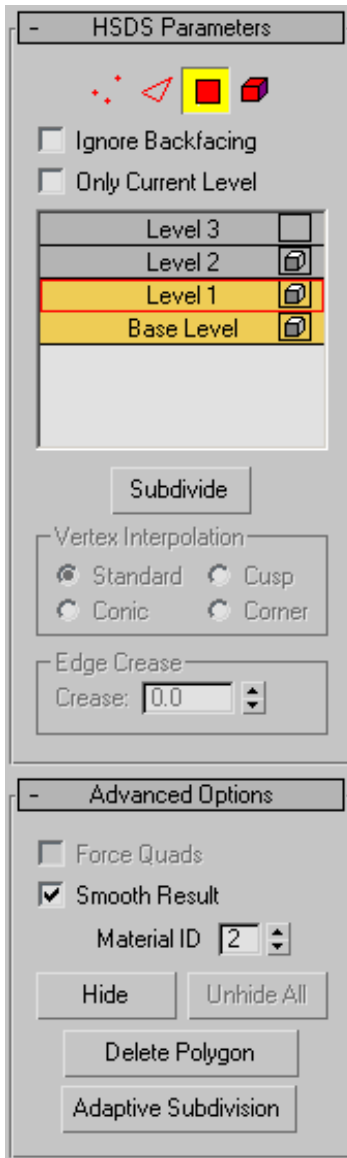 - HSDS Parameters
Ignore Backfacing
Only Current Level
Level 3
Level 2
Level 1
Base Level
Subdivide
Vertex Interpolation
Standard Cusp
Conic Corner
Edge Crease
Crease: 0.0
- Advanced Options
Force Quads
Smooth Result
Material ID 2
Hide Unhide All
Delete Polygon
Adaptive Subdivision